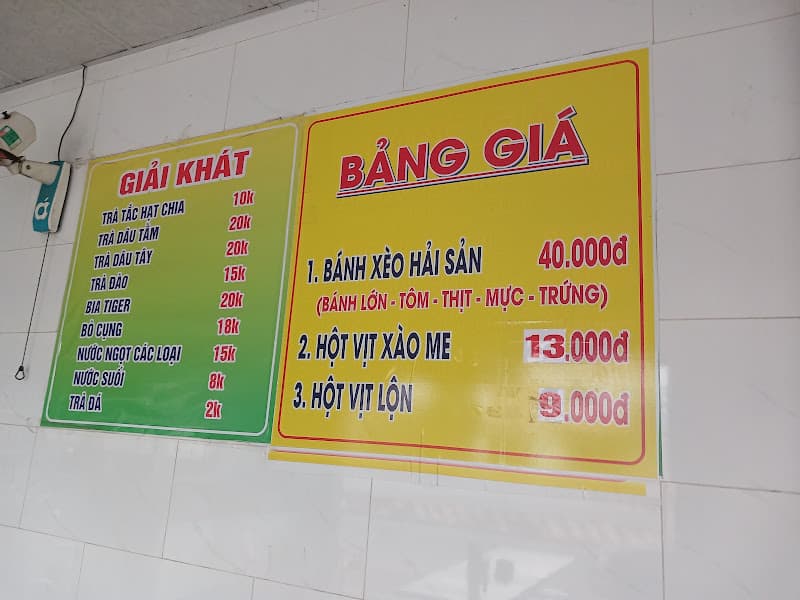 GIẢI KHÁT
TRÀ TẮC HẠT CHIA 10k
TRÀ DÂU TẰM 20k
TRÀ DÂU TÂY 20k
TRÀ ĐÀO 15k
BIA TIGER 20k
BÒ CỤNG 18k
NƯỚC NGỌT CÁC LOẠI 15k
NƯỚC SUỐI 8k
TRÀ ĐÁ 2k
BẢNG GIÁ
1. BÁNH XÈO HẢI SẢN 40.000đ
(BÁNH LỚN - TÔM - THỊT - MỰC - TRỨNG)
2. HỘT VỊT XÀO ME 13.000đ
3. HỘT VỊT LỘN 9.000đ